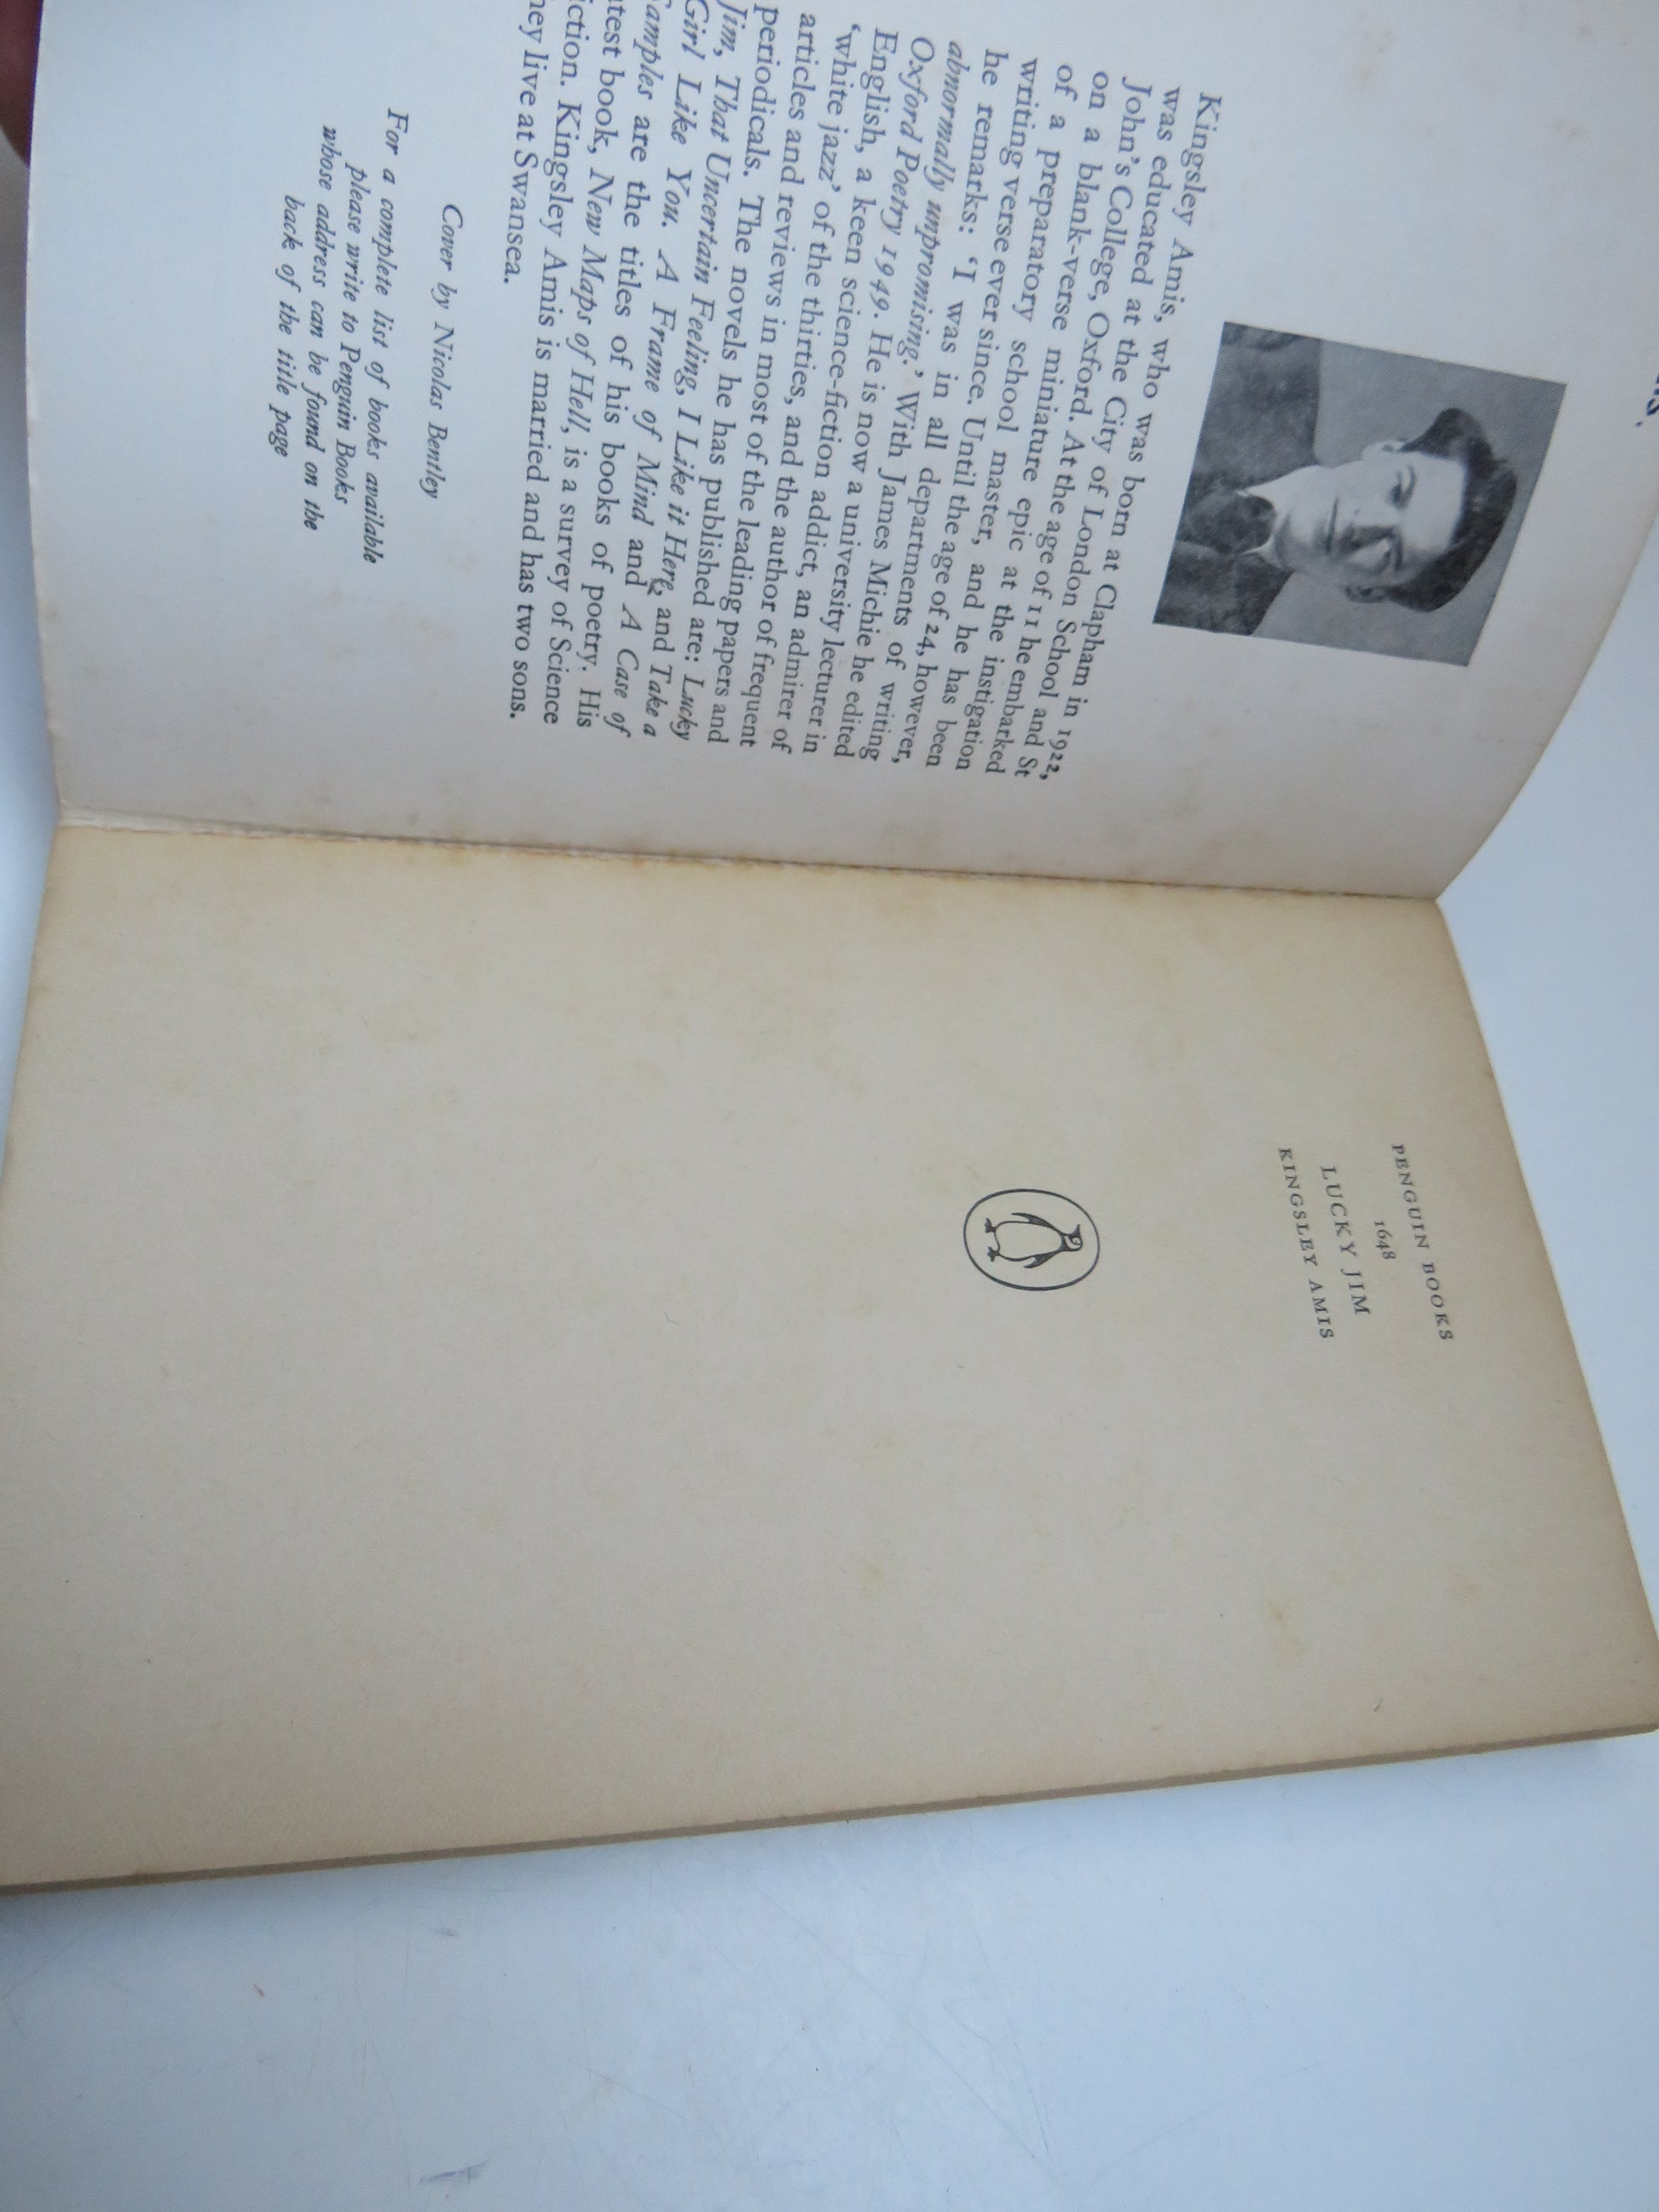 Kingsley Amis, who was born at Clapham in 1922,
was educated at the City of London School and St
John's College, Oxford. At the age of 11 he embarked
on a blank-verse miniature epic at the instigation
of a preparatory school master, and he has been
writing verse ever since. Until the age of 24, however,
he remarks: 'I was in all departments of writing
abnormally unpromising.' With James Michie he edited
Oxford Poetry 1949. He is now a university lecturer in
English, a keen science-fiction addict, an admirer of
'white jazz' of the thirties, and the author of frequent
articles and reviews in most of the leading papers and
periodicals. The novels he has published are: Lucky
Jim, That Uncertain Feeling, I Like it Here, and Take a
Girl Like You. A Frame of Mind and A Case of
Samples are the titles of his books of poetry. His
test book, New Maps of Hell, is a survey of Science
iction. Kingsley Amis is married and has two sons.
hey live at Swansea.
Cover by Nicolas Bentley
For a complete list of books available
please write to Penguin Books
whose address can be found on the
back of the title page
PENGUIN BOOKS
1648
LUCKY JIM
KINGSLEY AMIS